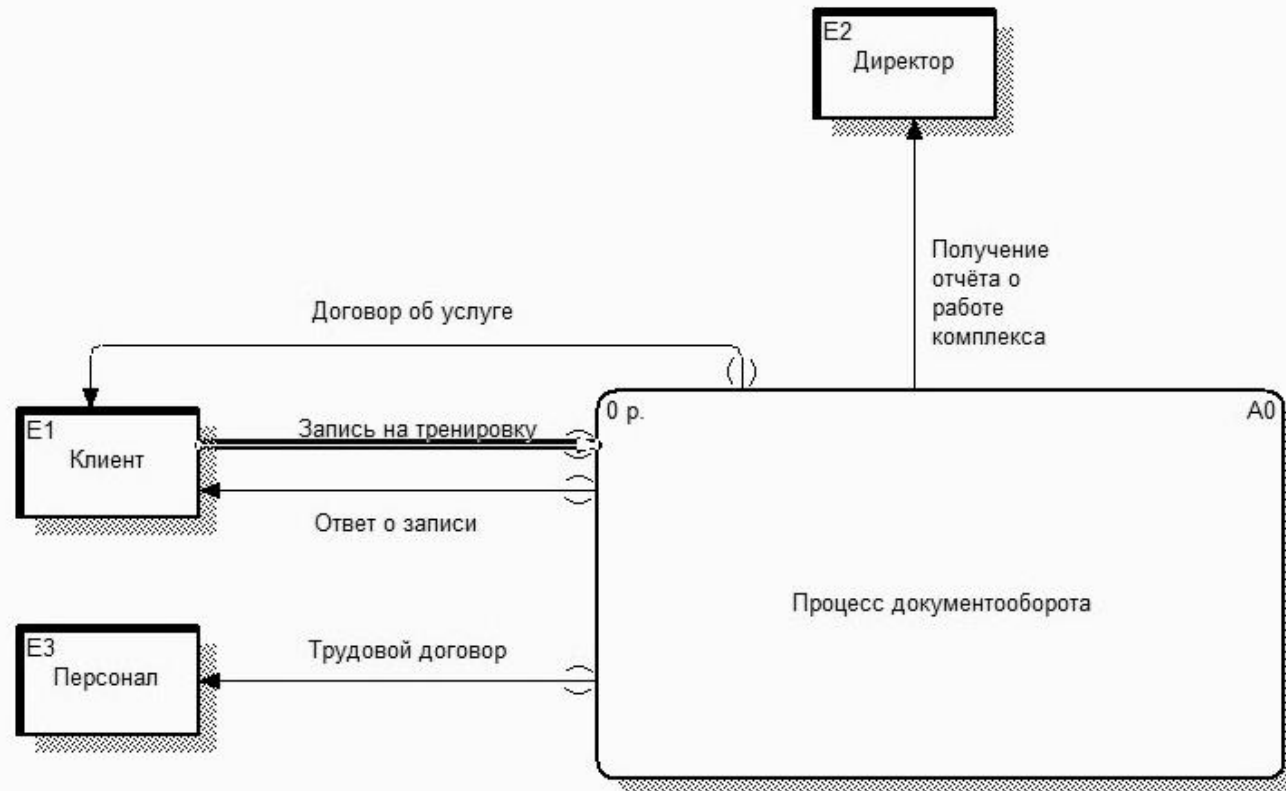 E2
Директор
Получение
отчёта о
работе
комплекса
Договор об услуге
0 р.
A0
E1
Клиент
Запись на тренировку
Ответ о записи
Процесс документооборота
E3
Персонал
Трудовой договор